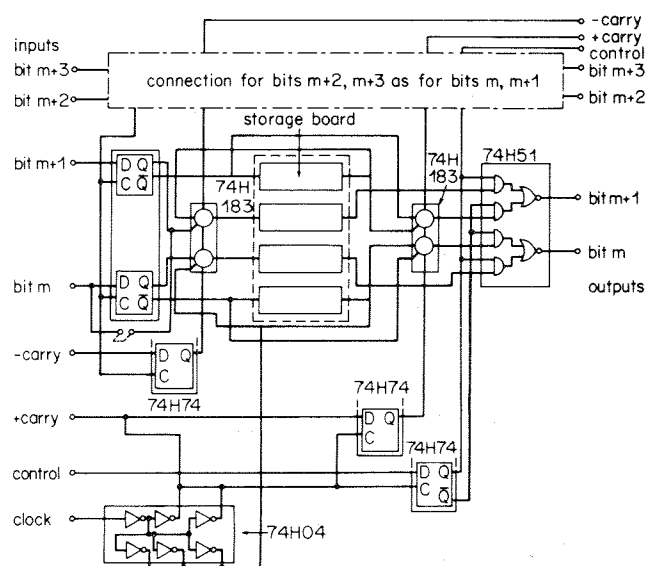 -carry
+carry
control
inputs
bit m+3
bit m+2
connection for bits m+2, m+3 as for bits m, m+1
bit m+3
bit m+2
storage board
bit m+1
D Q
C Q̅
74H
183
74H
183
74H51
bit m+1
bit m
D Q
C Q̅
bit m
outputs
-carry
D Q
C
74H74
+carry
74H74
D Q
C
74H74
control
D Q
C Q̅
clock
74H04